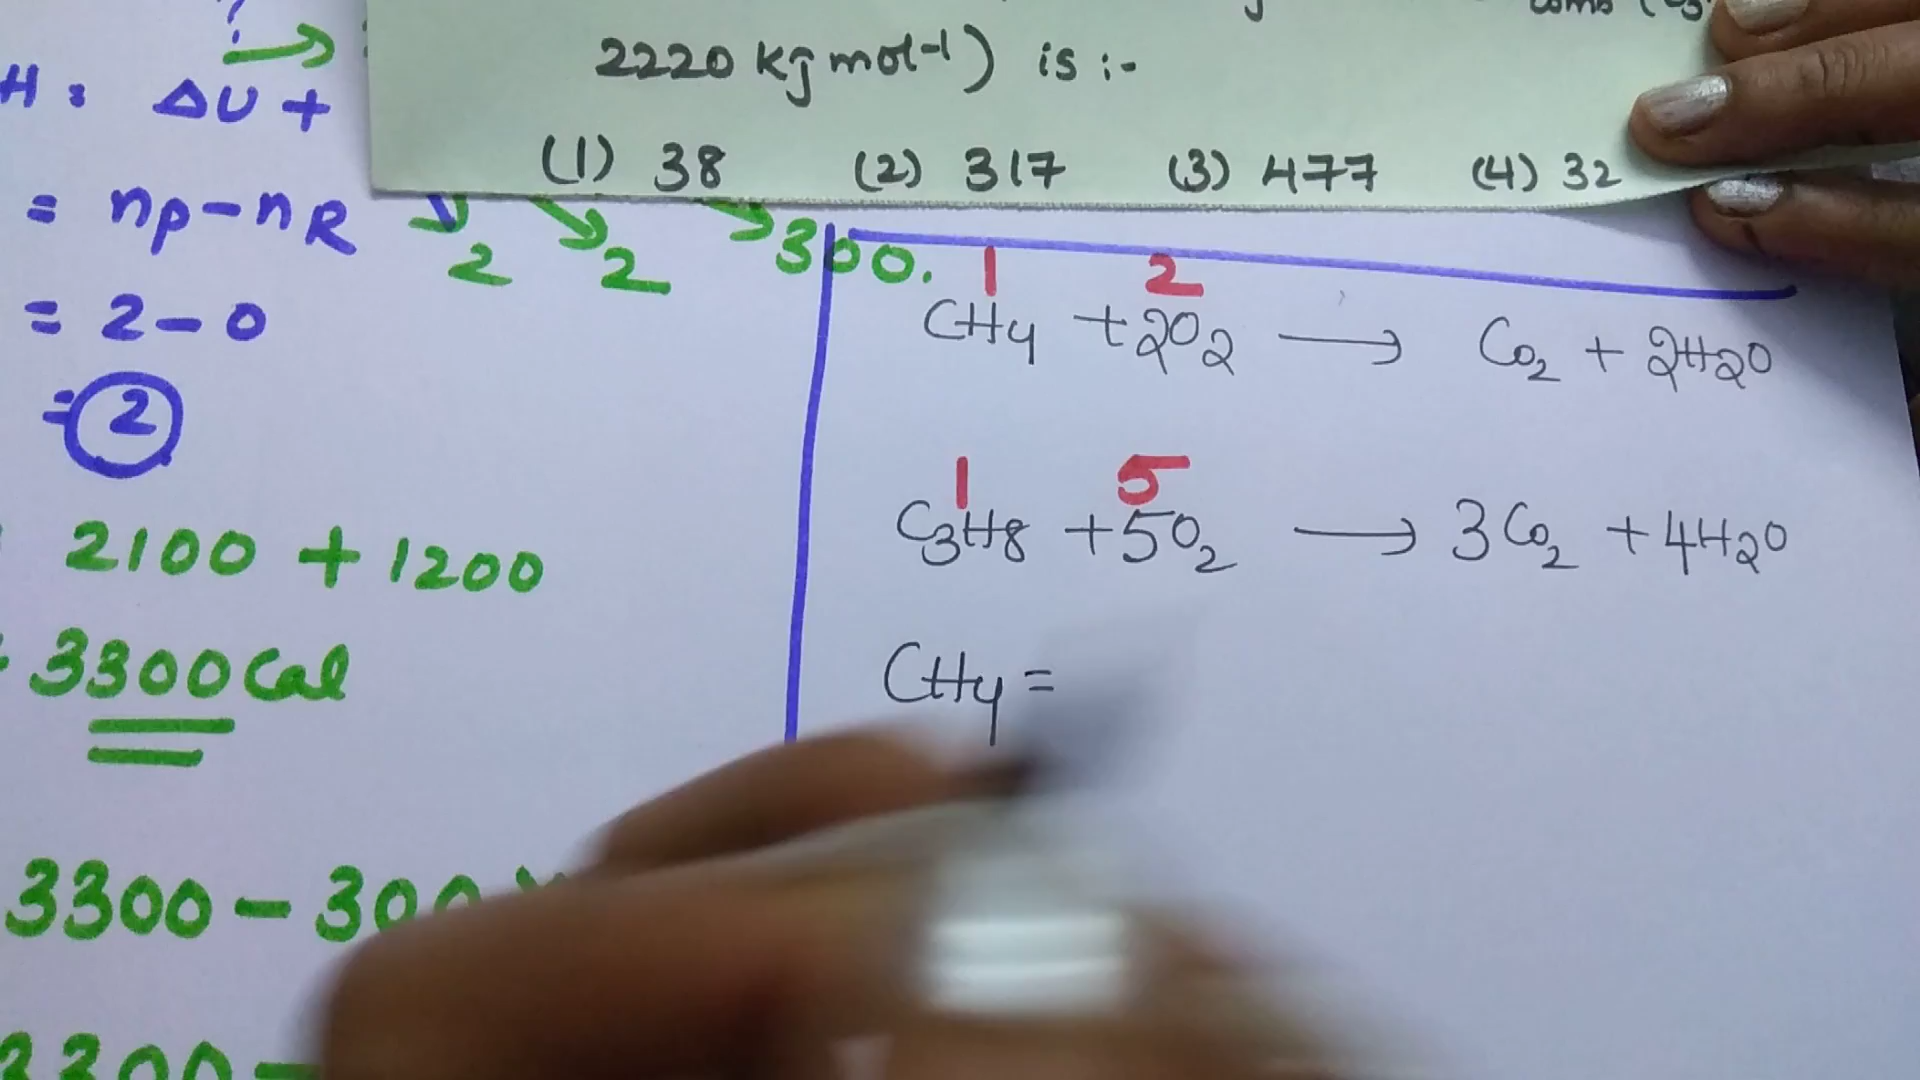 2220 kJ mol-1) is :-
(1) 38 (2) 317 (3) 477 (4) 32
?
H = ΔU +
= np - nR
2 2 300.
= 2 - 0
= 2
2100 + 1200
3300 Cal
3300 - 300
3300 -
1 2
CH4 + 2O2 → CO2 + 2H2O
1 5
C3H8 + 5O2 → 3CO2 + 4H2O
CH4 =